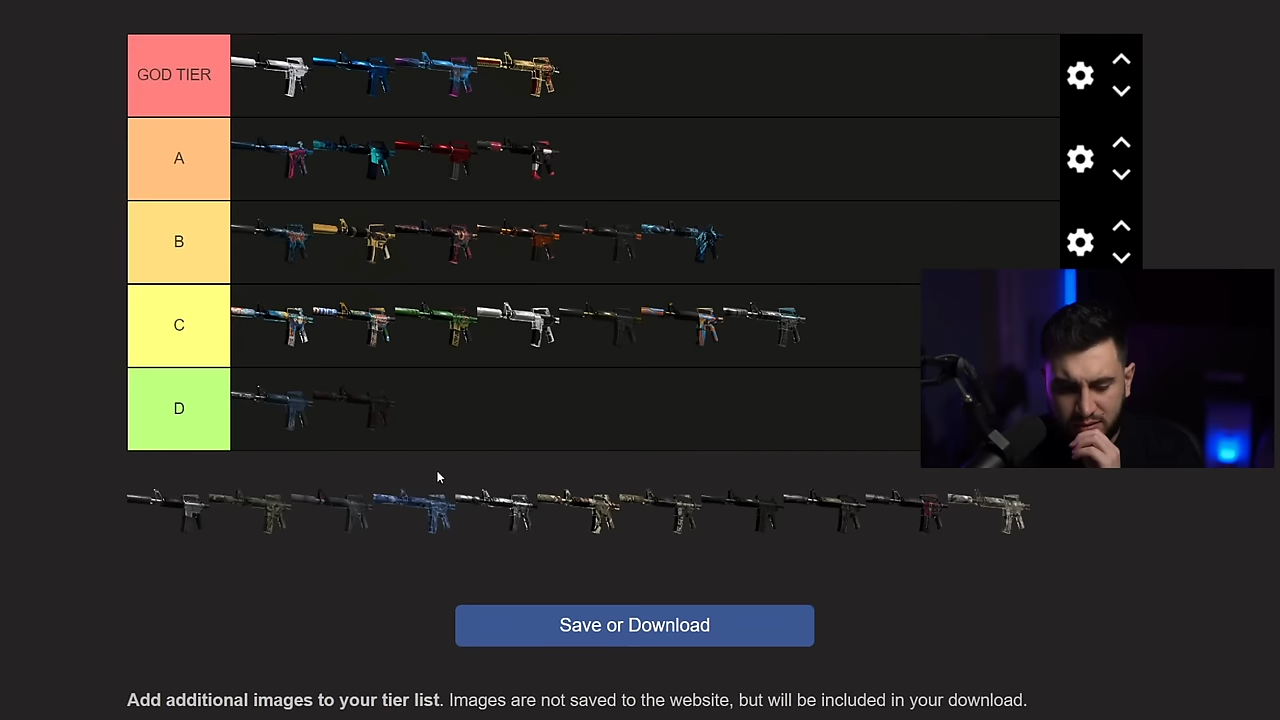 GOD TIER
A
B
C
D
Save or Download
Add additional images to your tier list. Images are not saved to the website, but will be included in your download.